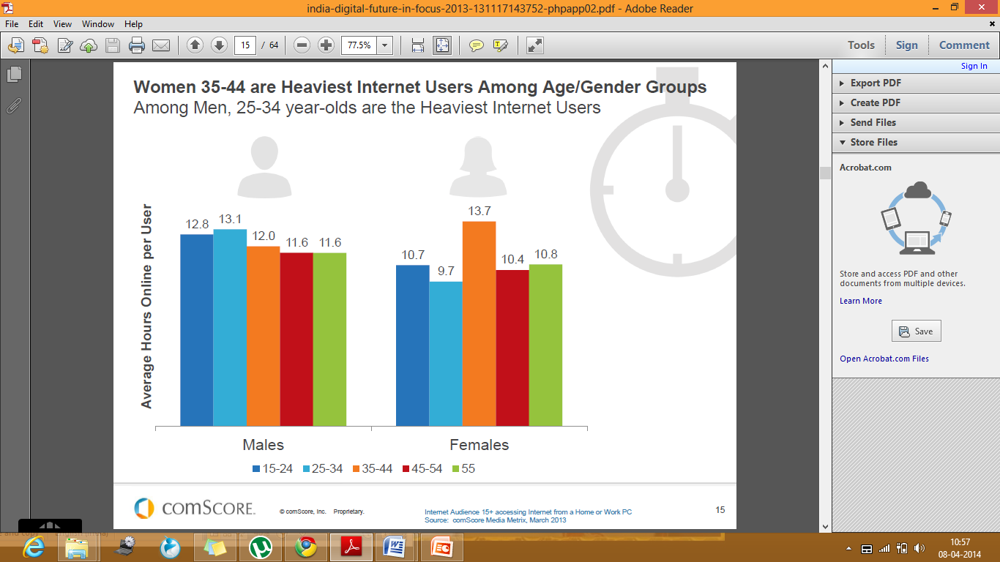 india-digital-future-in-focus-2013-131117143752-phpapp02.pdf - Adobe Reader
File Edit View Window Help
15 / 64 77.5% Tools Sign Comment
Sign In
Export PDF
Create PDF
Send Files
Store Files
Acrobat.com
Store and access PDF and other
documents from multiple devices.
Learn More
Save
Open Acrobat.com Files
Women 35-44 are Heaviest Internet Users Among Age/Gender Groups
Among Men, 25-34 year-olds are the Heaviest Internet Users
Average Hours Online per User
12.8 13.1 12.0 11.6 11.6
10.7 9.7 13.7 10.4 10.8
Males Females
15-24 25-34 35-44 45-54 55
comScore. © comScore, Inc. Proprietary.
Internet Audience 15+ accessing Internet from a Home or Work PC
Source: comScore Media Metrix, March 2013
15
10:57
08-04-2014